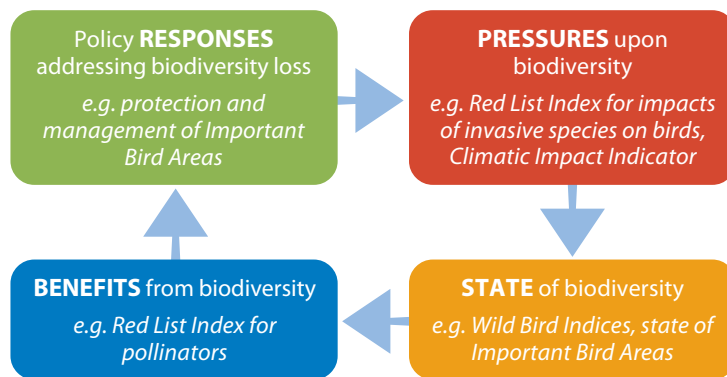 Policy RESPONSES
addressing biodiversity loss
e.g. protection and
management of Important
Bird Areas
PRESSURES upon
biodiversity
e.g. Red List Index for impacts
of invasive species on birds,
Climatic Impact Indicator
BENEFITS from biodiversity
e.g. Red List Index for
pollinators
STATE of biodiversity
e.g. Wild Bird Indices, state of
Important Bird Areas